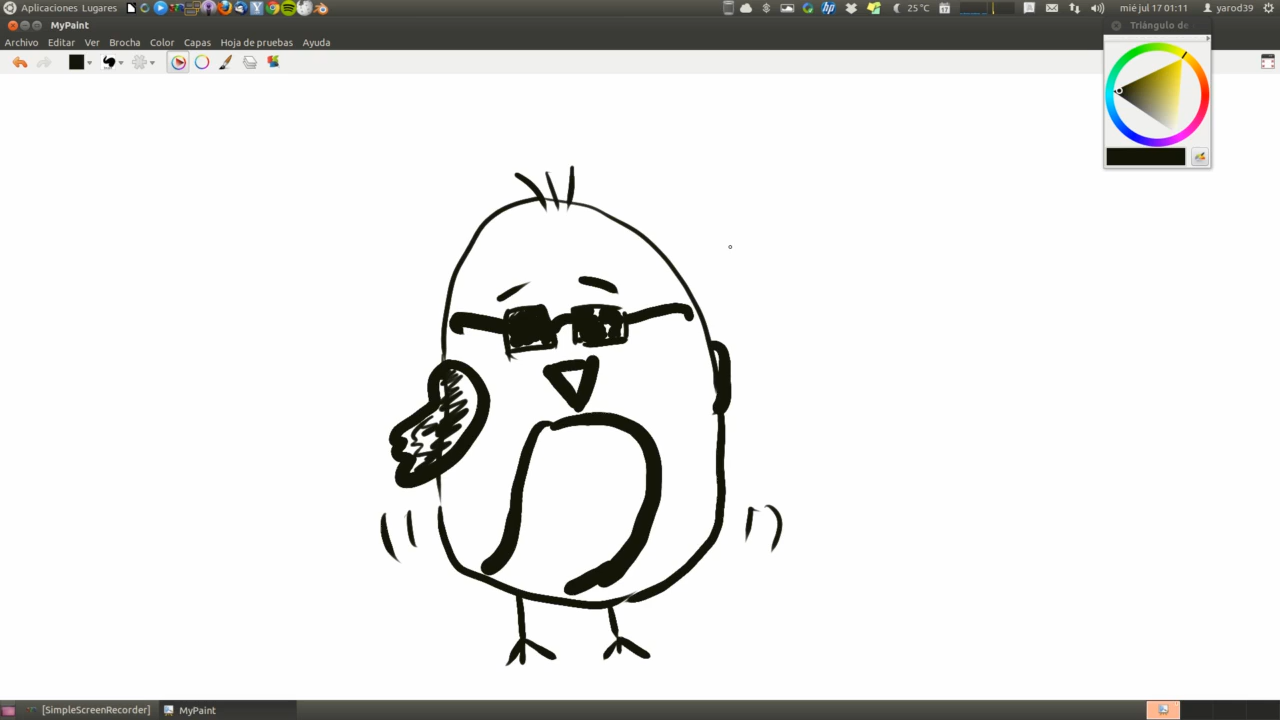 Aplicaciones Lugares
25°C
mié jul 17 01:11
yarod39
MyPaint
Triángulo de
Archivo Editar Ver Brocha Color Capas Hoja de pruebas Ayuda
[SimpleScreenRecorder]
MyPaint